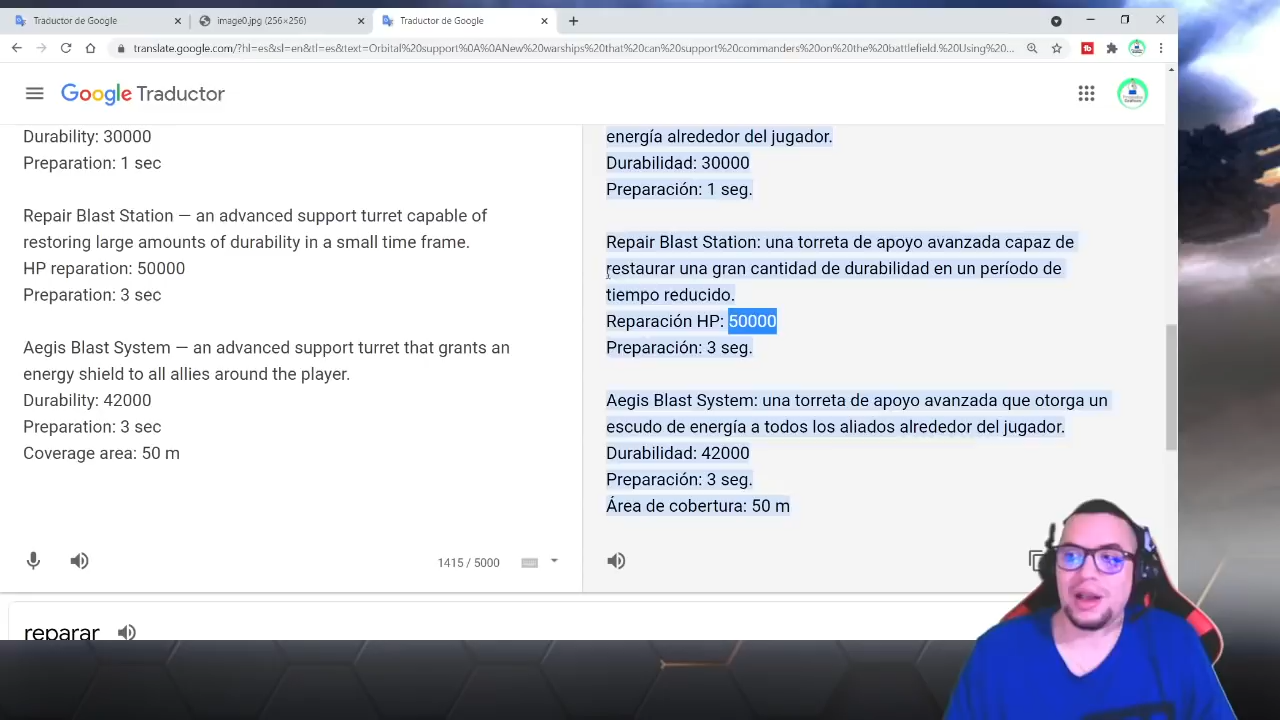 Traductor de Google
image0.jpg (256×256)
Traductor de Google
translate.google.com/?hl=es&sl=en&tl=es&text=Orbital%20support%0A%0ANew%20warships%20that%20can%20support%20commanders%20on%20the%20battlefield.%20Using%20...
Google Traductor
Durability: 30000
Preparation: 1 sec
Repair Blast Station — an advanced support turret capable of
restoring large amounts of durability in a small time frame.
HP reparation: 50000
Preparation: 3 sec
Aegis Blast System — an advanced support turret that grants an
energy shield to all allies around the player.
Durability: 42000
Preparation: 3 sec
Coverage area: 50 m
1415 / 5000
energía alrededor del jugador.
Durabilidad: 30000
Preparación: 1 seg.
Repair Blast Station: una torreta de apoyo avanzada capaz de
restaurar una gran cantidad de durabilidad en un período de
tiempo reducido.
Reparación HP: 50000
Preparación: 3 seg.
Aegis Blast System: una torreta de apoyo avanzada que otorga un
escudo de energía a todos los aliados alrededor del jugador.
Durabilidad: 42000
Preparación: 3 seg.
Área de cobertura: 50 m
reparar